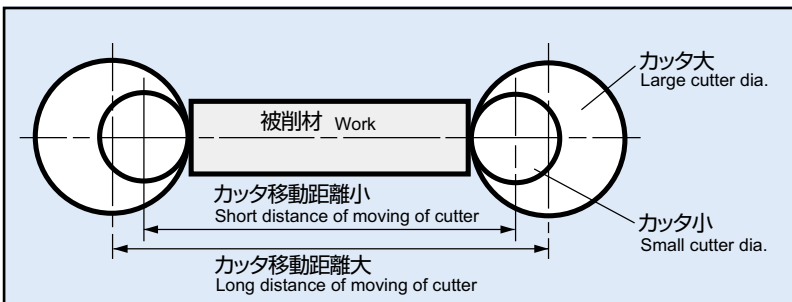 カッタ大
Large cutter dia.
被削材 Work
カッタ移動距離小
Short distance of moving of cutter
カッタ小
Small cutter dia.
カッタ移動距離大
Long distance of moving of cutter